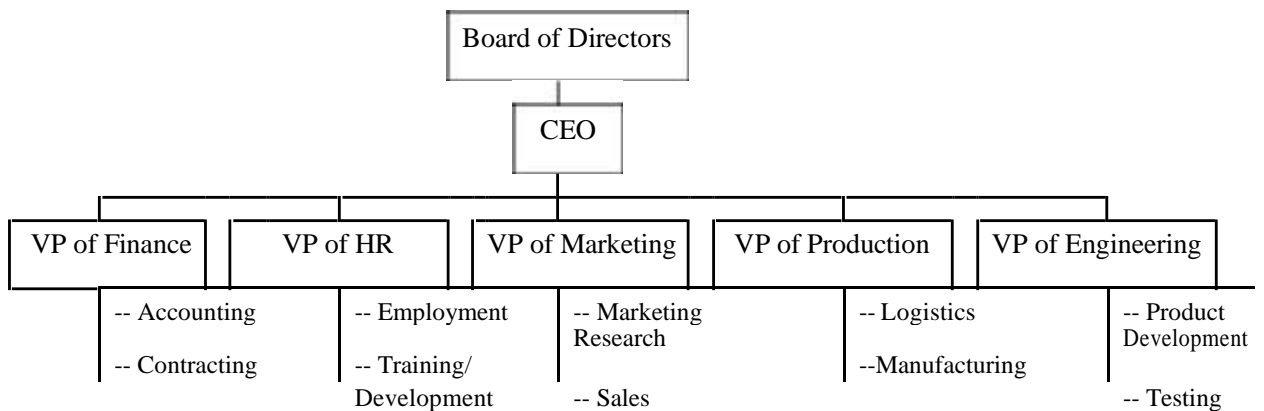 Board of Directors
CEO
VP of Finance
VP of HR
VP of Marketing
VP of Production
VP of Engineering
-- Accounting
-- Contracting
-- Employment
-- Training/
Development
-- Marketing
Research
-- Sales
-- Logistics
--Manufacturing
-- Product
Development
-- Testing